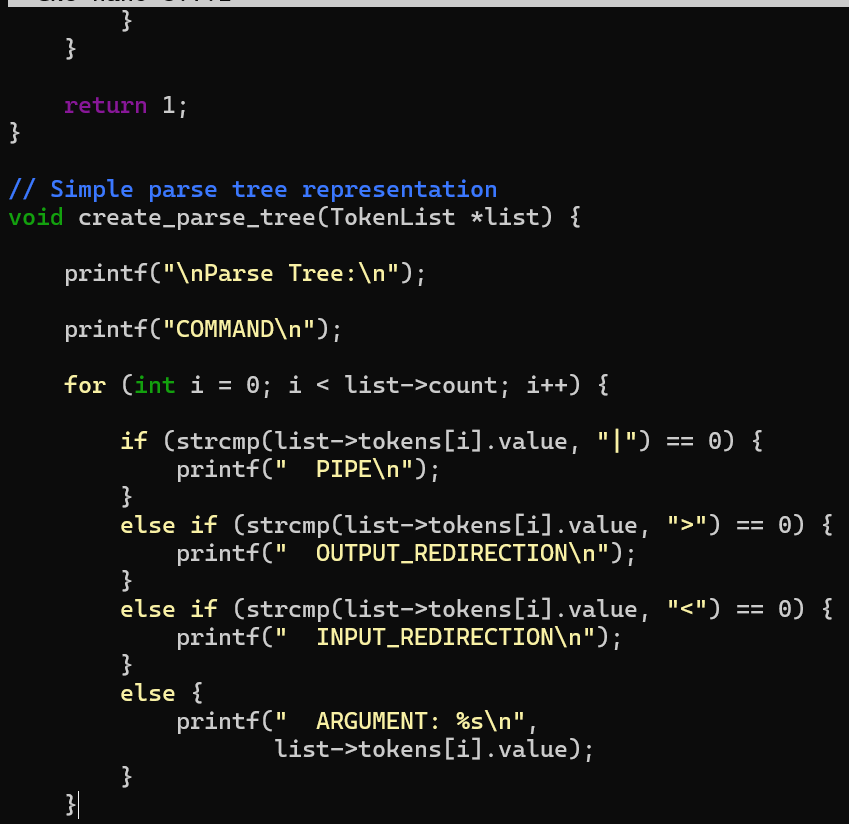 }
    }

    return 1;
}

// Simple parse tree representation
void create_parse_tree(TokenList *list) {

    printf("\nParse Tree:\n");

    printf("COMMAND\n");

    for (int i = 0; i < list->count; i++) {

        if (strcmp(list->tokens[i].value, "|") == 0) {
            printf("  PIPE\n");
        }
        else if (strcmp(list->tokens[i].value, ">") == 0) {
            printf("  OUTPUT_REDIRECTION\n");
        }
        else if (strcmp(list->tokens[i].value, "<") == 0) {
            printf("  INPUT_REDIRECTION\n");
        }
        else {
            printf("  ARGUMENT: %s\n",
                   list->tokens[i].value);
        }
    }